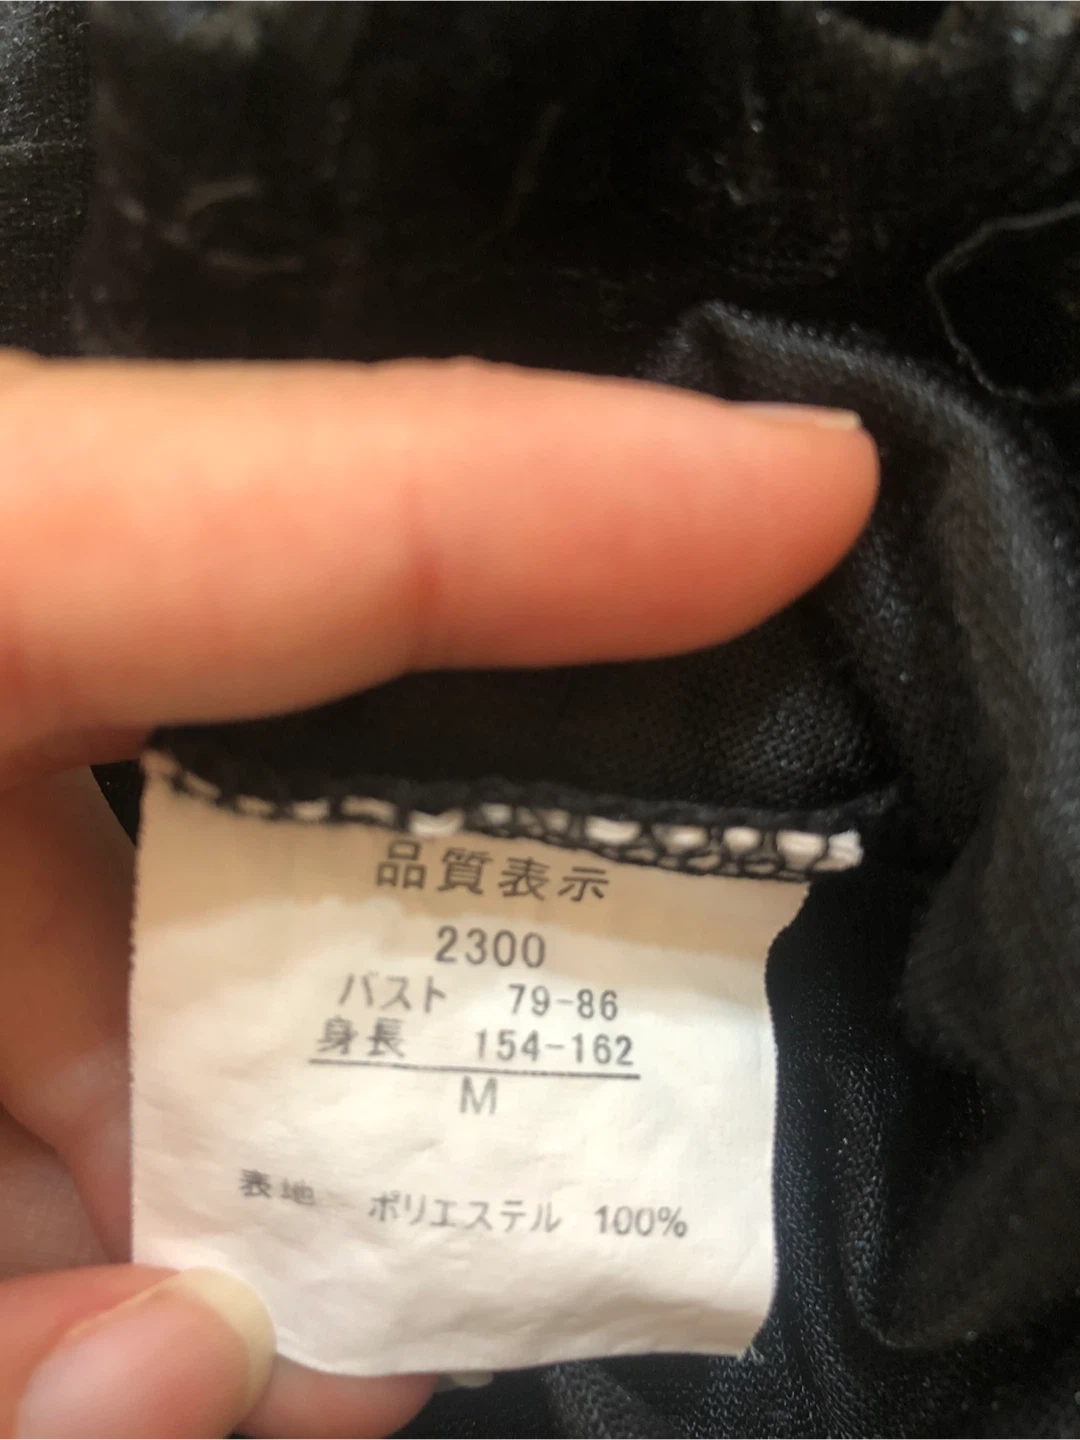 品質表示
2300
バスト 79-86
身長 154-162
M
表地 ポリエステル 100%